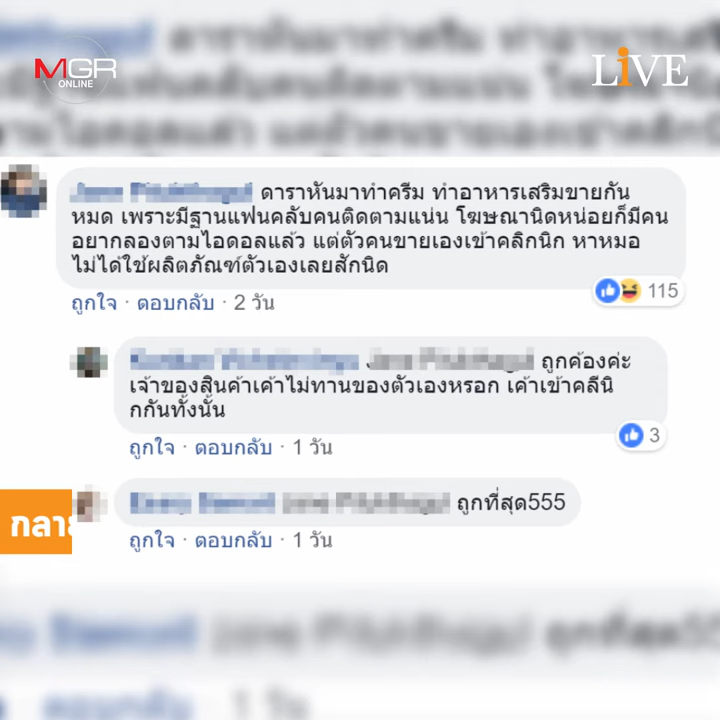 MGR
ONLINE
LiVE
ดาราหันมาทำครีม ทำอาหารเสริมขายกัน
หมด เพราะมีฐานแฟนคลับคนติดตามแน่น โฆษณานิดหน่อยก็มีคน
อยากลองตามไอดอลแล้ว แต่ตัวคนขายเองเข้าคลิกนิก หาหมอ
ไม่ได้ใช้ผลิตภัณฑ์ตัวเองเลยสักนิด
115
ถูกใจ · ตอบกลับ · 2 วัน
ถูกค้องค่ะ
เจ้าของสินค้าเค้าไม่ทานของตัวเองหรอก เค้าเข้าคลีนิ
กกันทั้งนั้น
3
ถูกใจ · ตอบกลับ · 1 วัน
ถูกที่สุด555
กลา
ถูกใจ · ตอบกลับ · 1 วัน